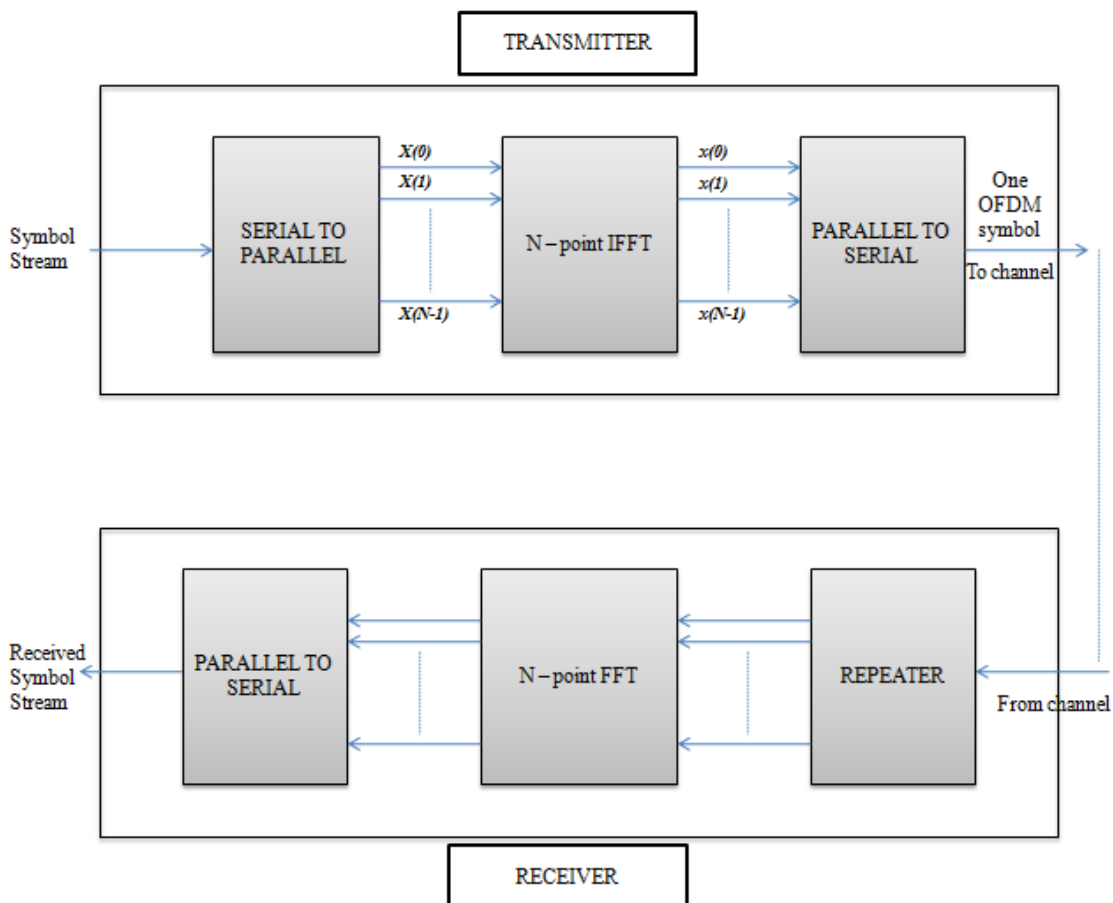 TRANSMITTER
Symbol
Stream
SERIAL TO
PARALLEL
X(0)
X(1)
X(N-1)
N – point IFFT
x(0)
x(1)
x(N-1)
PARALLEL TO
SERIAL
One
OFDM
symbol
To channel
Received
Symbol
Stream
PARALLEL TO
SERIAL
N – point FFT
REPEATER
From channel
RECEIVER